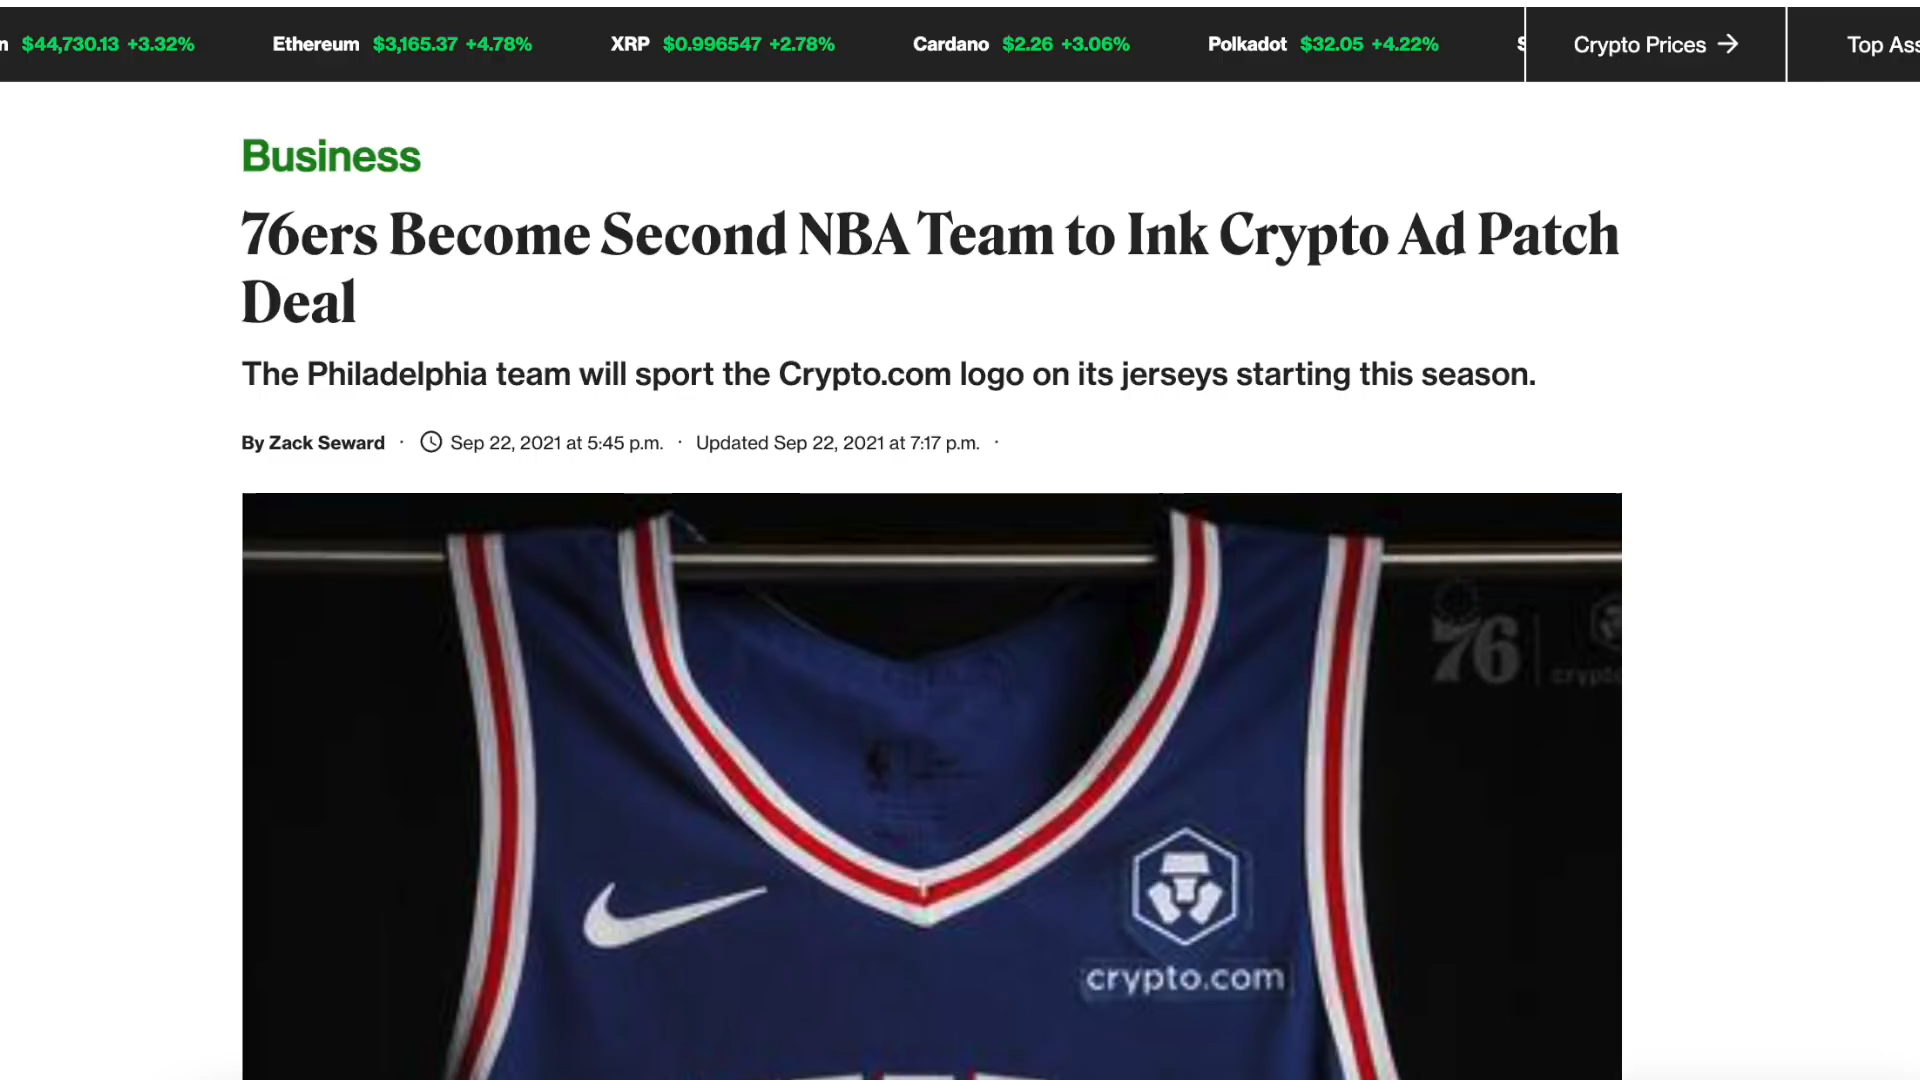 n $44,730.13 +3.32% Ethereum $3,165.37 +4.78% XRP $0.996547 +2.78% Cardano $2.26 +3.06% Polkadot $32.05 +4.22% Crypto Prices → Top Ass
Business
76ers Become Second NBA Team to Ink Crypto Ad Patch
Deal
The Philadelphia team will sport the Crypto.com logo on its jerseys starting this season.
By Zack Seward · Sep 22, 2021 at 5:45 p.m. · Updated Sep 22, 2021 at 7:17 p.m. ·
76 crypto
crypto.com